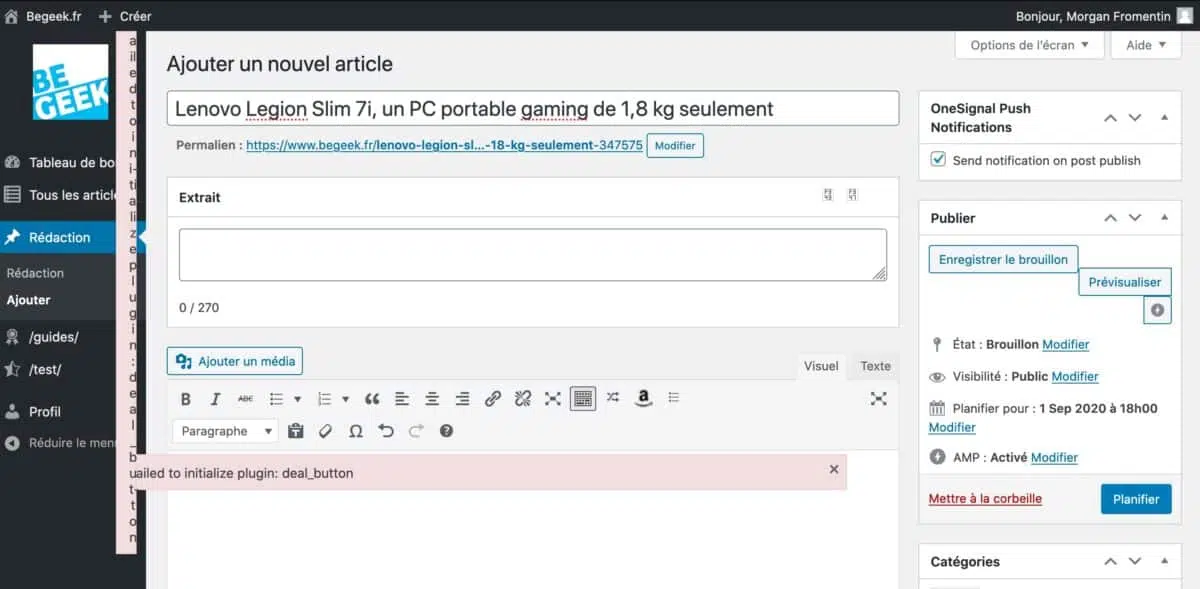 Begeek.fr
Créer
Bonjour, Morgan Fromentin
Options de l'écran
Aide
BE
GEEK
Tableau de bo
Tous les article
Rédaction
Rédaction
Ajouter
/guides/
/test/
Profil
Réduire le men
a
il
e
d
t
o
i
n
i-
ti
a
li
z
e
p
l
u
g
i
n
:
d
e
a
l
_
b
u
t-
t
o
n
Ajouter un nouvel article
Lenovo Legion Slim 7i, un PC portable gaming de 1,8 kg seulement
Permalien : https://www.begeek.fr/lenovo-legion-sl...-18-kg-seulement-347575 Modifier
Extrait
0 / 270
Ajouter un média
Visuel
Texte
B I ABC
Paragraphe
ailed to initialize plugin: deal_button
OneSignal Push
Notifications
Send notification on post publish
Publier
Enregistrer le brouillon
Prévisualiser
État : Brouillon Modifier
Visibilité : Public Modifier
Planifier pour : 1 Sep 2020 à 18h00
Modifier
AMP : Activé Modifier
Mettre à la corbeille
Planifier
Catégories